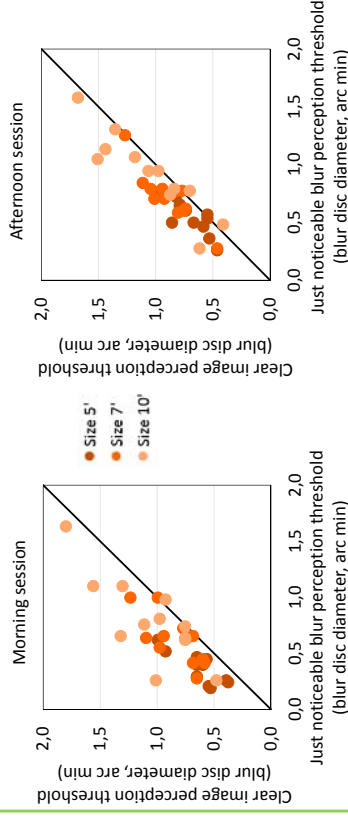 Morning session
Clear image perception threshold
(blur disc diameter, arc min)
2,0
1,5
1,0
0,5
0,0
0,0 0,5 1,0 1,5 2,0
Just noticeable blur perception threshold
(blur disc diameter, arc min)
Size 5'
Size 7'
Size 10'
Afternoon session
Clear image perception threshold
(blur disc diameter, arc min)
2,0
1,5
1,0
0,5
0,0
0,0 0,5 1,0 1,5 2,0
Just noticeable blur perception threshold
(blur disc diameter, arc min)